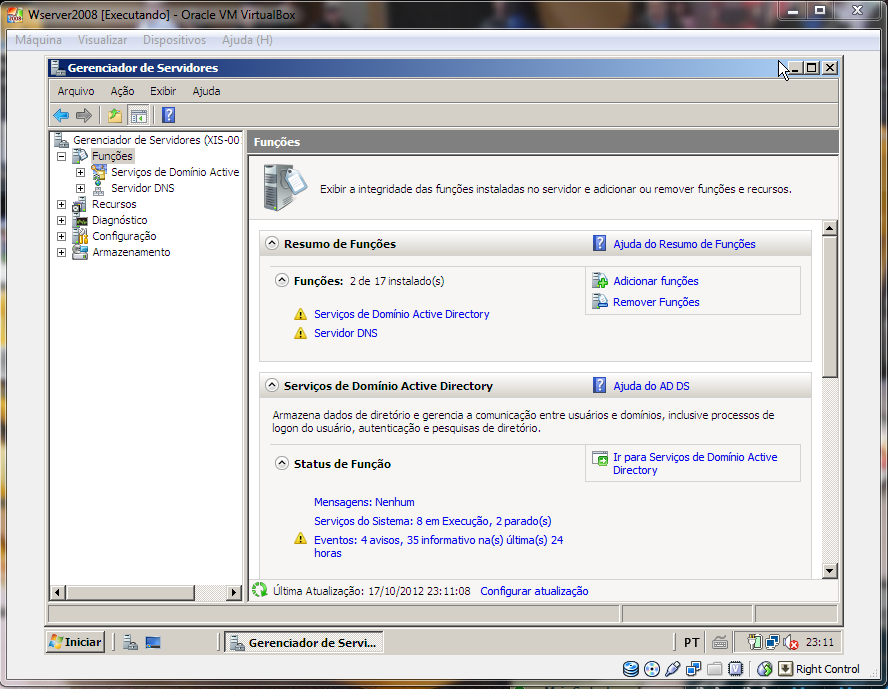 Wserver2008 [Executando] - Oracle VM VirtualBox
Máquina Visualizar Dispositivos Ajuda (H)
Gerenciador de Servidores
Arquivo Ação Exibir Ajuda
Gerenciador de Servidores (XIS-00
Funções
Serviços de Domínio Active
Servidor DNS
Recursos
Diagnóstico
Configuração
Armazenamento
Funções
Exibir a integridade das funções instaladas no servidor e adicionar ou remover funções e recursos.
Resumo de Funções
Ajuda do Resumo de Funções
Funções: 2 de 17 instalado(s)
Adicionar funções
Remover Funções
Serviços de Domínio Active Directory
Servidor DNS
Serviços de Domínio Active Directory
Ajuda do AD DS
Armazena dados de diretório e gerencia a comunicação entre usuários e domínios, inclusive processos de
logon do usuário, autenticação e pesquisas de diretório.
Status de Função
Ir para Serviços de Domínio Active
Directory
Mensagens: Nenhum
Serviços do Sistema: 8 em Execução, 2 parado(s)
Eventos: 4 avisos, 35 informativo na(s) última(s) 24
horas
Última Atualização: 17/10/2012 23:11:08 Configurar atualização
Iniciar
Gerenciador de Servi...
PT
23:11
Right Control